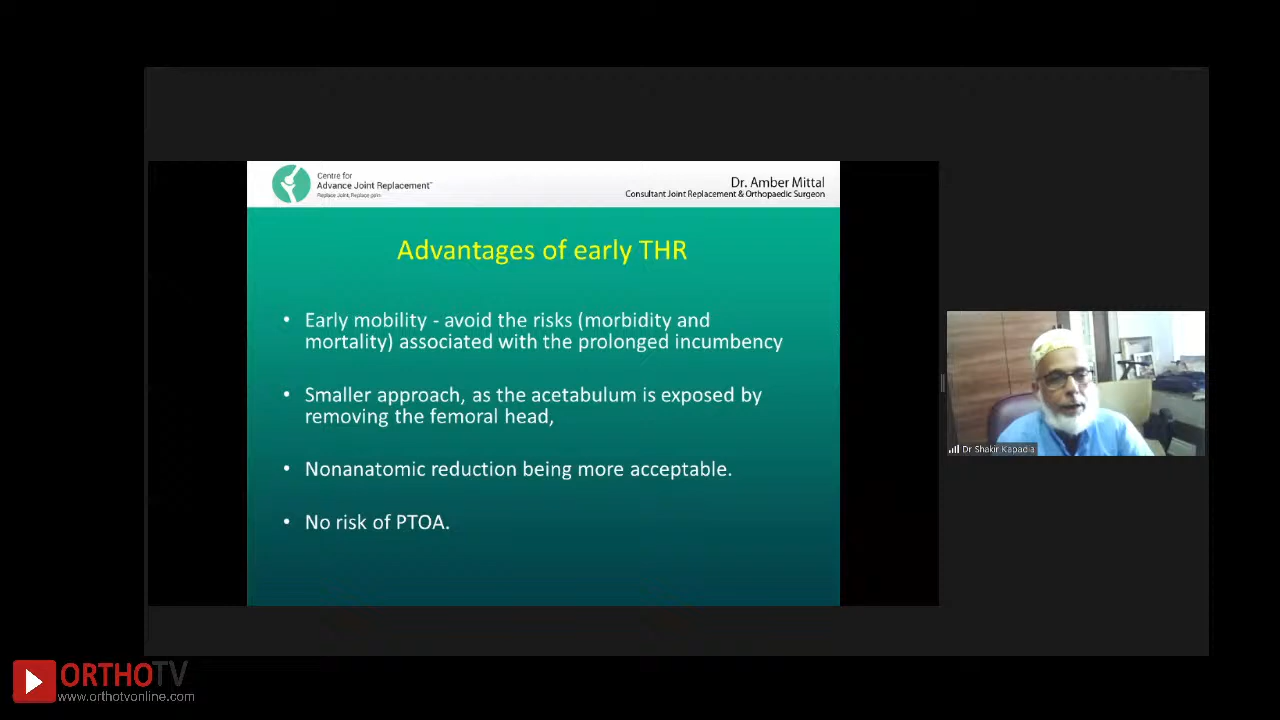 Centre for
Advance Joint Replacement™
Replace Joint, Replace pain.
Dr. Amber Mittal
Consultant Joint Replacement & Orthopaedic Surgeon
Advantages of early THR
• Early mobility - avoid the risks (morbidity and
mortality) associated with the prolonged incumbency
• Smaller approach, as the acetabulum is exposed by
removing the femoral head,
• Nonanatomic reduction being more acceptable.
• No risk of PTOA.
Dr Shakir Kapadia
ORTHOTV
www.orthotvonline.com